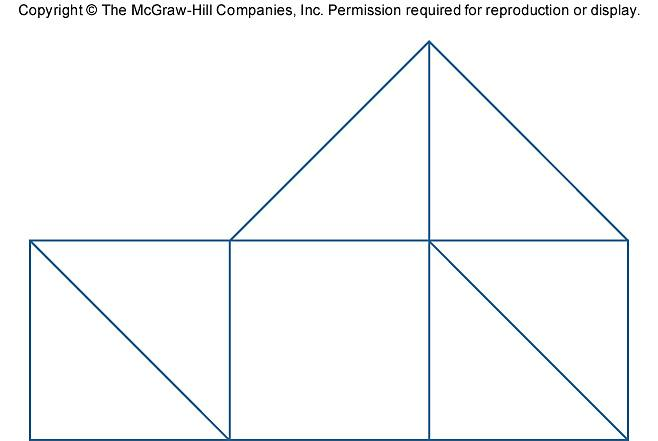 Copyright © The McGraw-Hill Companies, Inc. Permission required for reproduction or display.